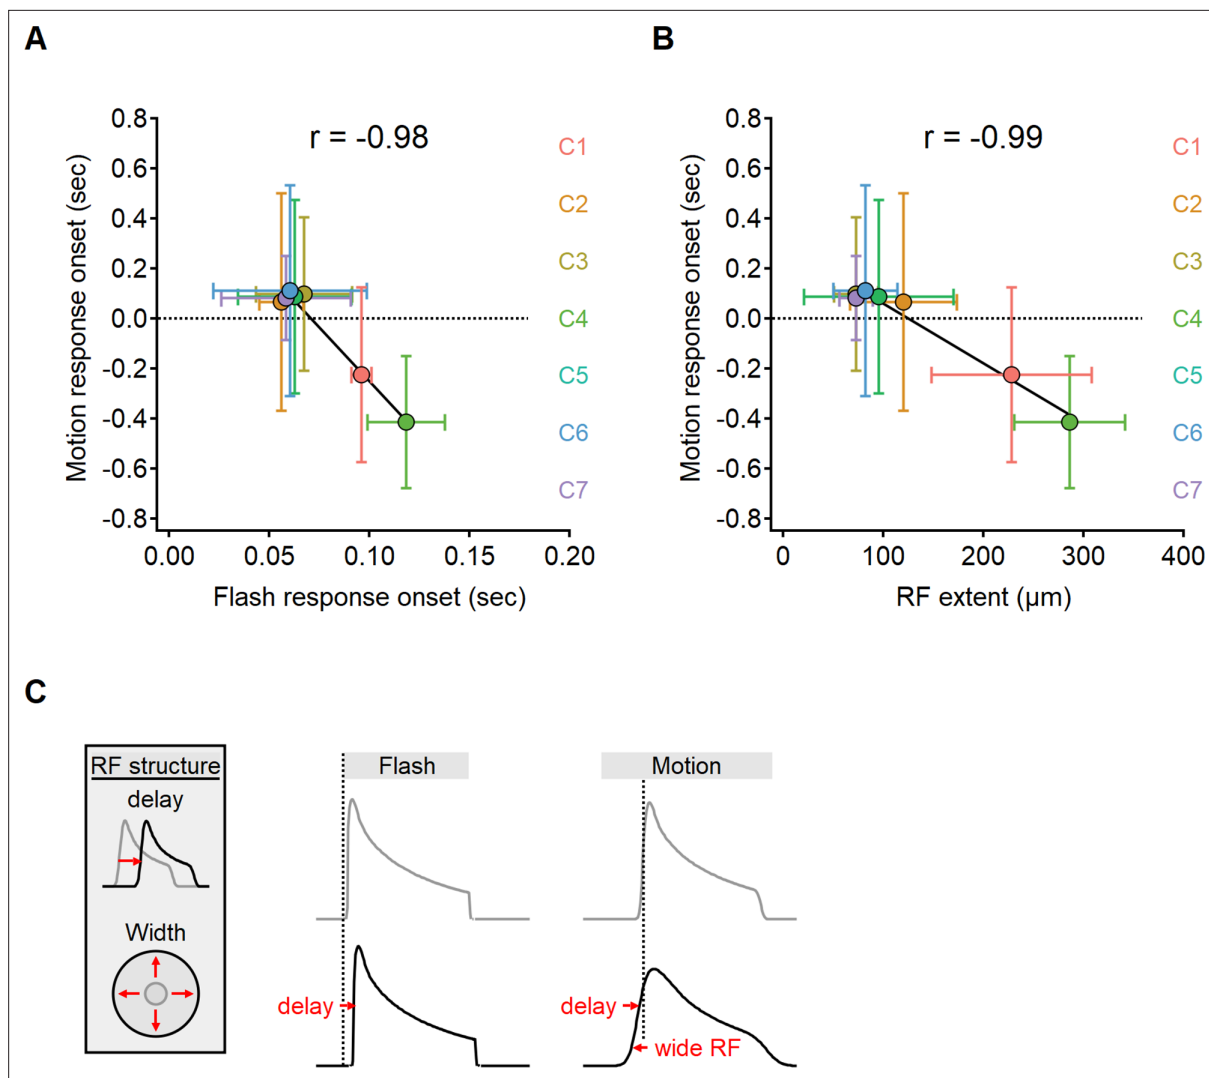 A
Motion response onset (sec)
0.8
0.6
0.4
0.2
0.0
-0.2
-0.4
-0.6
-0.8
r = -0.98
C1
C2
C3
C4
C5
C6
C7
0.00 0.05 0.10 0.15 0.20
Flash response onset (sec)
B
Motion response onset (sec)
0.8
0.6
0.4
0.2
0.0
-0.2
-0.4
-0.6
-0.8
r = -0.99
C1
C2
C3
C4
C5
C6
C7
0 100 200 300 400
RF extent (µm)
C
RF structure
delay
Width
Flash
delay
Motion
delay
wide RF